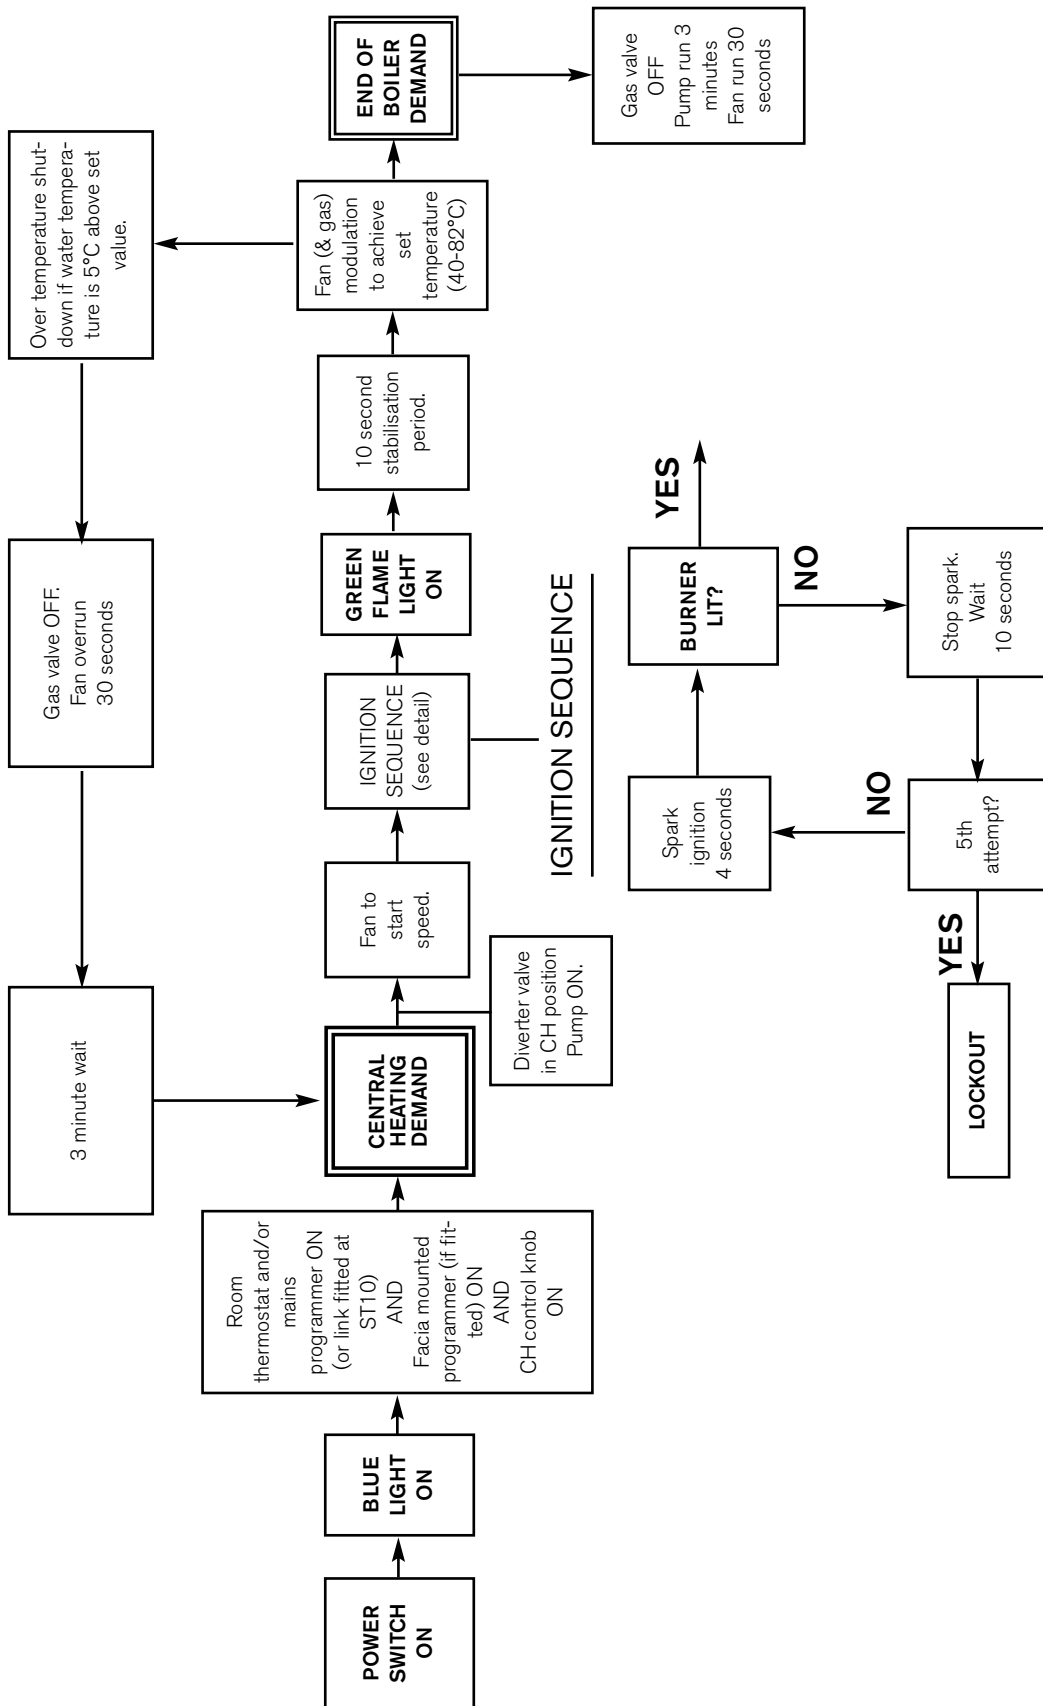 3 minute wait
Gas valve OFF.
Fan overrun
30 seconds
Over temperature shut-
down if water tempera-
ture is 5°C above set
value.
POWER
SWITCH
ON
BLUE
LIGHT
ON
Room
thermostat and/or
mains
programmer ON
(or link fitted at
ST10)
AND
Facia mounted
programmer (if fit-
ted) ON
AND
CH control knob
ON
CENTRAL
HEATING
DEMAND
Diverter valve
in CH position
Pump ON.
Fan to
start
speed.
IGNITION
SEQUENCE
(see detail)
GREEN
FLAME
LIGHT
ON
10 second
stabilisation
period.
Fan (& gas)
modulation
to achieve
set
temperature
(40-82°C)
END OF
BOILER
DEMAND
Gas valve
OFF
Pump run 3
minutes
Fan run 30
seconds
IGNITION SEQUENCE
Spark
ignition
4 seconds
BURNER
LIT?
YES
NO
Stop spark.
Wait
10 seconds
5th
attempt?
NO
YES
LOCKOUT